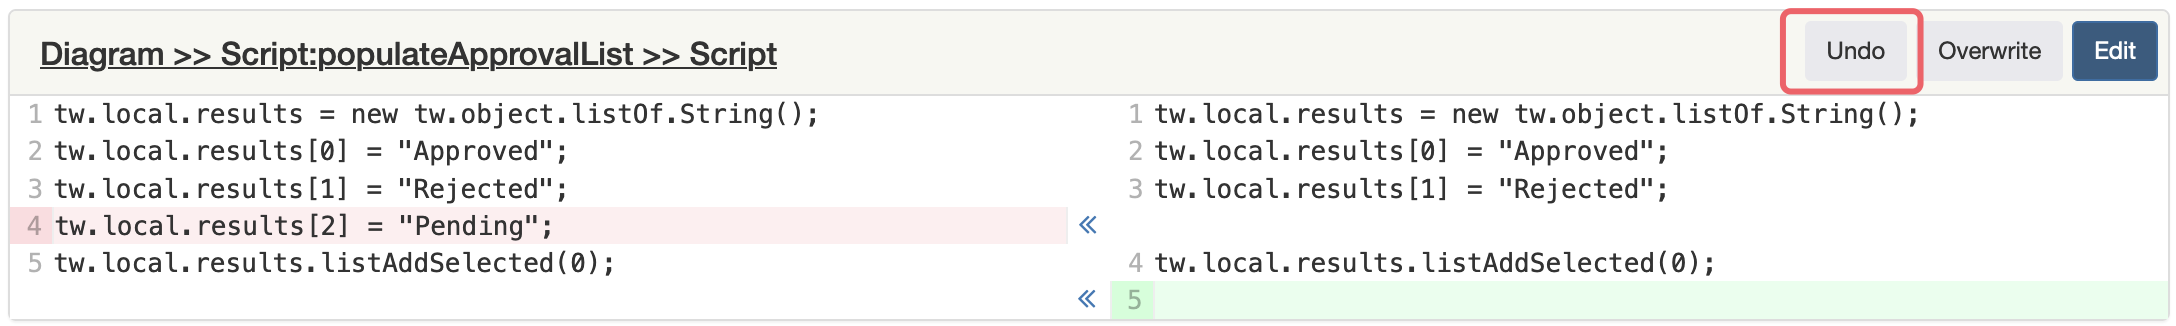 Diagram >> Script:populateApprovalList >> Script
Undo
Overwrite
Edit
1 tw.local.results = new tw.object.listOf.String();
2 tw.local.results[0] = "Approved";
3 tw.local.results[1] = "Rejected";
4 tw.local.results[2] = "Pending";
5 tw.local.results.listAddSelected(0);
«
«
1 tw.local.results = new tw.object.listOf.String();
2 tw.local.results[0] = "Approved";
3 tw.local.results[1] = "Rejected";
4 tw.local.results.listAddSelected(0);
5